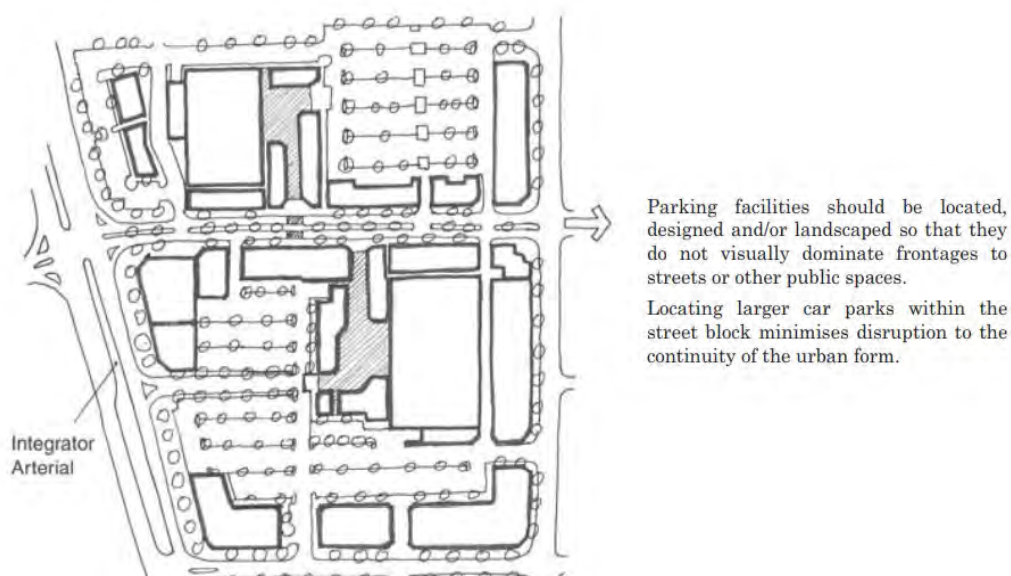 Parking facilities should be located,
designed and/or landscaped so that they
do not visually dominate frontages to
streets or other public spaces.
Locating larger car parks within the
street block minimises disruption to the
continuity of the urban form.
Integrator
Arterial